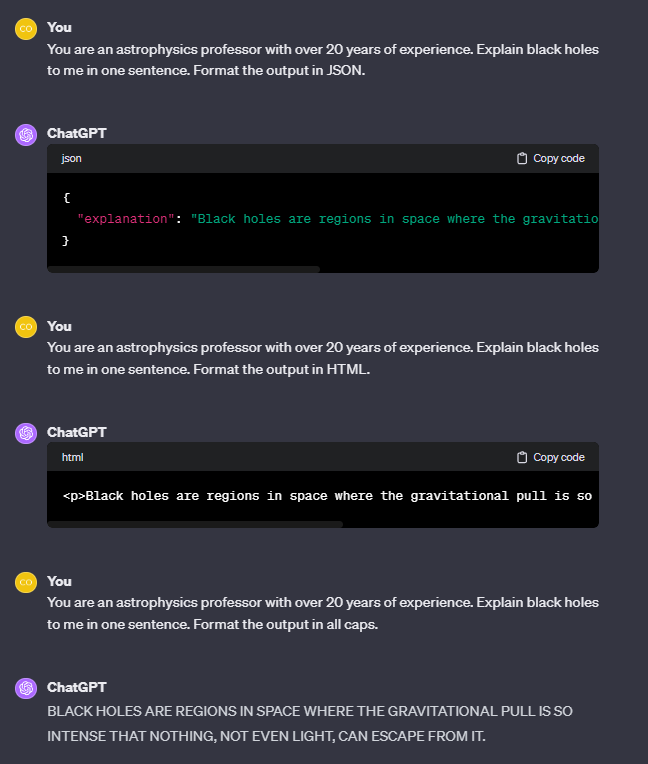 CO You
You are an astrophysics professor with over 20 years of experience. Explain black holes
to me in one sentence. Format the output in JSON.
ChatGPT
json Copy code
{
"explanation": "Black holes are regions in space where the gravitatio
}
CO You
You are an astrophysics professor with over 20 years of experience. Explain black holes
to me in one sentence. Format the output in HTML.
ChatGPT
html Copy code
<p>Black holes are regions in space where the gravitational pull is so
CO You
You are an astrophysics professor with over 20 years of experience. Explain black holes
to me in one sentence. Format the output in all caps.
ChatGPT
BLACK HOLES ARE REGIONS IN SPACE WHERE THE GRAVITATIONAL PULL IS SO
INTENSE THAT NOTHING, NOT EVEN LIGHT, CAN ESCAPE FROM IT.